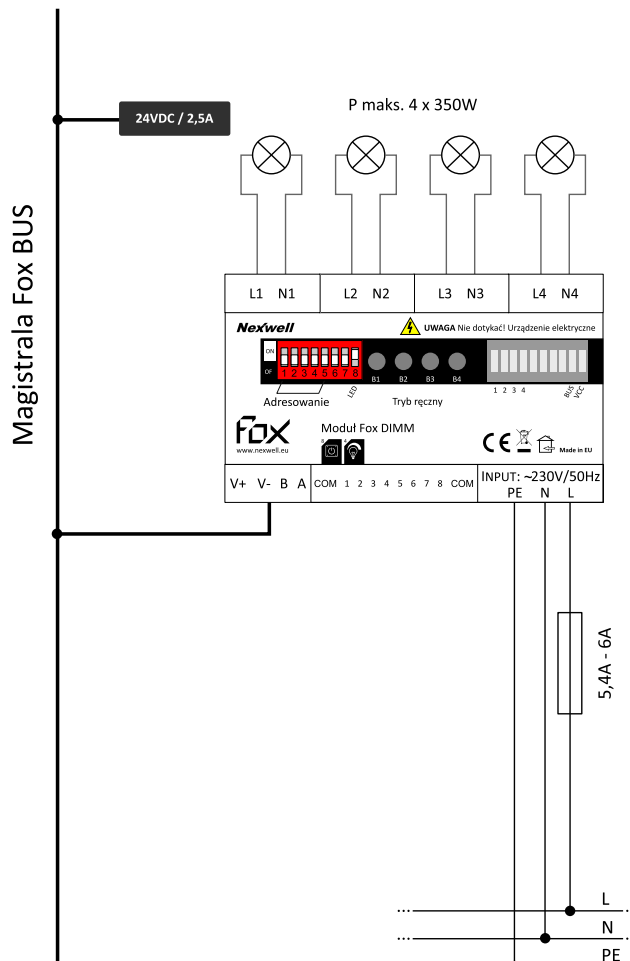 24VDC / 2,5A
P maks. 4 x 350W
Magistrala Fox BUS
L1 N1 L2 N2 L3 N3 L4 N4
Nexwell
UWAGA Nie dotykać! Urządzenie elektryczne
ON
OF
1 2 3 4 5 6 7 8
B1 B2 B3 B4
1 2 3 4 BUS VCC
LED
Adresowanie
Tryb ręczny
Fox
www.nexwell.eu
Moduł Fox DIMM
8 4
CE
Made in EU
V+ V- B A COM 1 2 3 4 5 6 7 8 COM
INPUT: ~230V/50Hz
PE N L
5,4A - 6A
... L ...
... N ...
PE